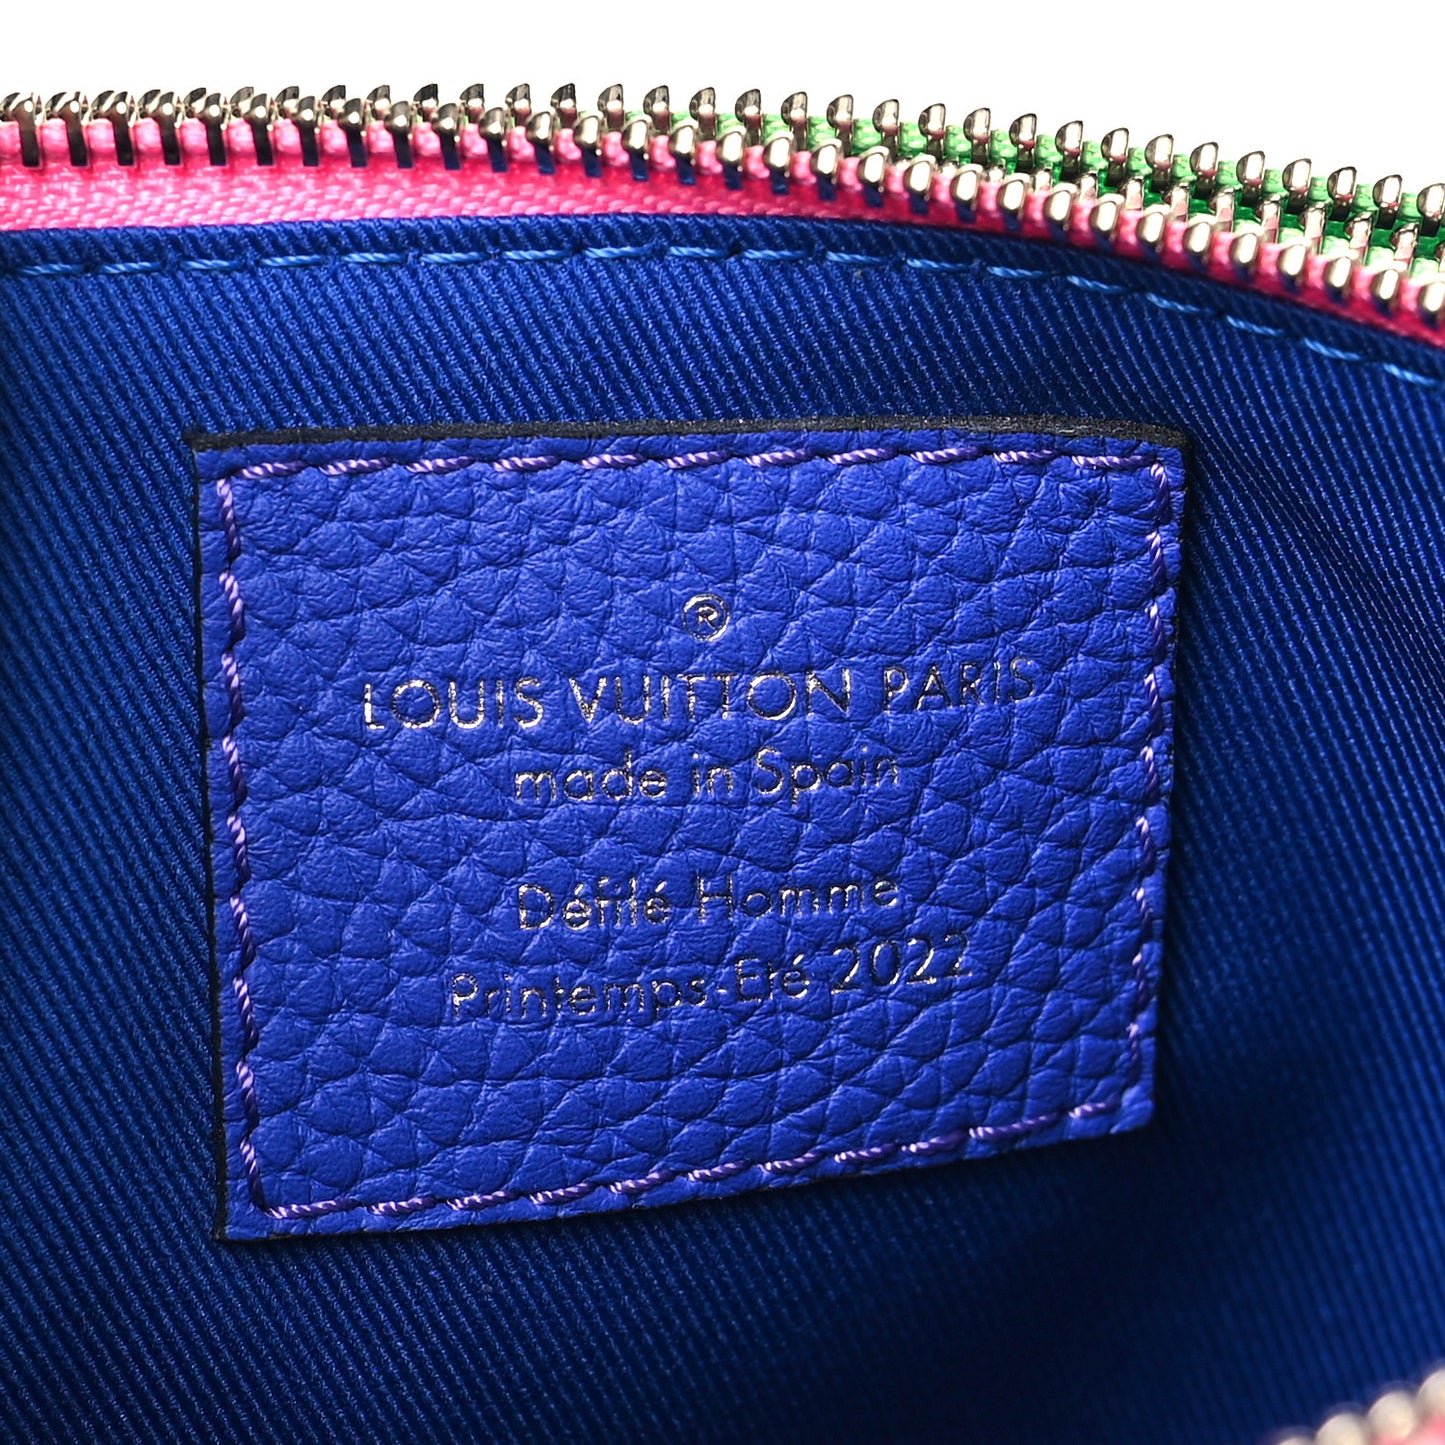 ®
LOUIS VUITTON PARIS
made in Spain
Défilé Homme
Printemps-Eté 2022